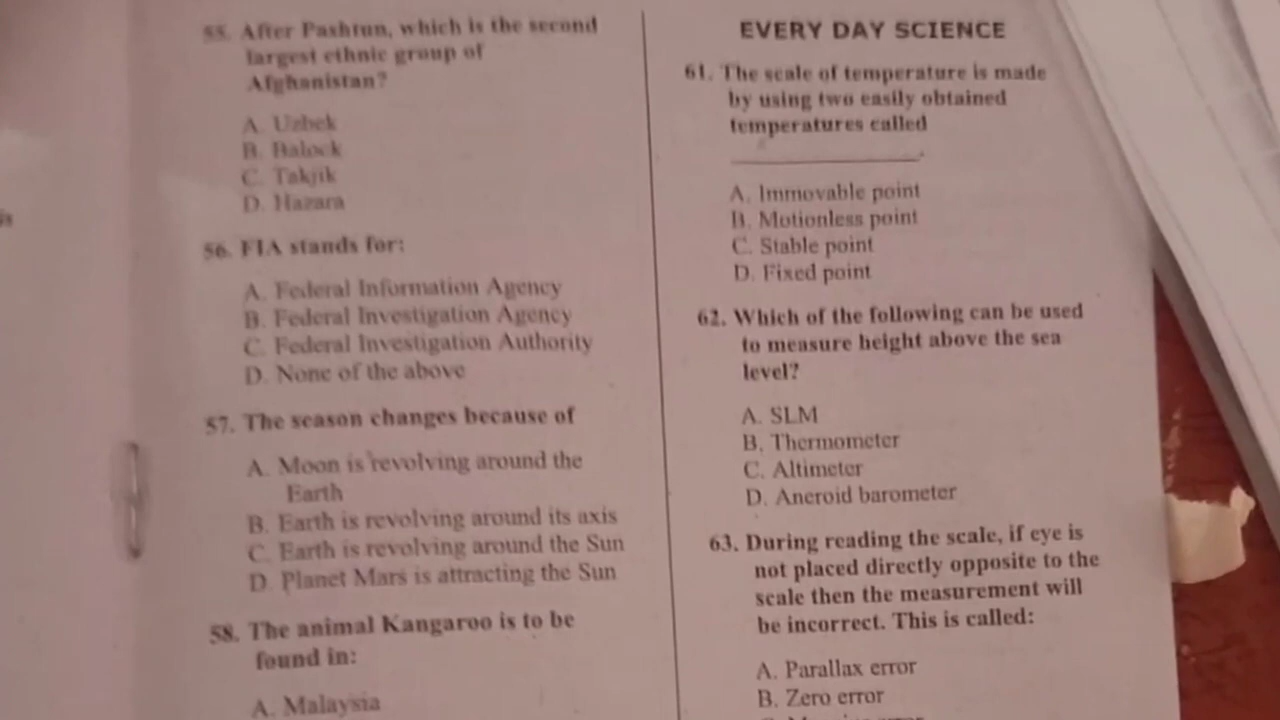 55. After Pashtun, which is the second
largest ethnic group of
Afghanistan?
A. Uzbek
B. Balock
C. Takjik
D. Hazara
56. FIA stands for:
A. Federal Information Agency
B. Federal Investigation Agency
C. Federal Investigation Authority
D. None of the above
57. The season changes because of
A. Moon is revolving around the
Earth
B. Earth is revolving around its axis
C. Earth is revolving around the Sun
D. Planet Mars is attracting the Sun
58. The animal Kangaroo is to be
found in:
A. Malaysia
EVERY DAY SCIENCE
61. The scale of temperature is made
by using two easily obtained
temperatures called
____________.
A. Immovable point
B. Motionless point
C. Stable point
D. Fixed point
62. Which of the following can be used
to measure height above the sea
level?
A. SLM
B. Thermometer
C. Altimeter
D. Aneroid barometer
63. During reading the scale, if eye is
not placed directly opposite to the
scale then the measurement will
be incorrect. This is called:
A. Parallax error
B. Zero error